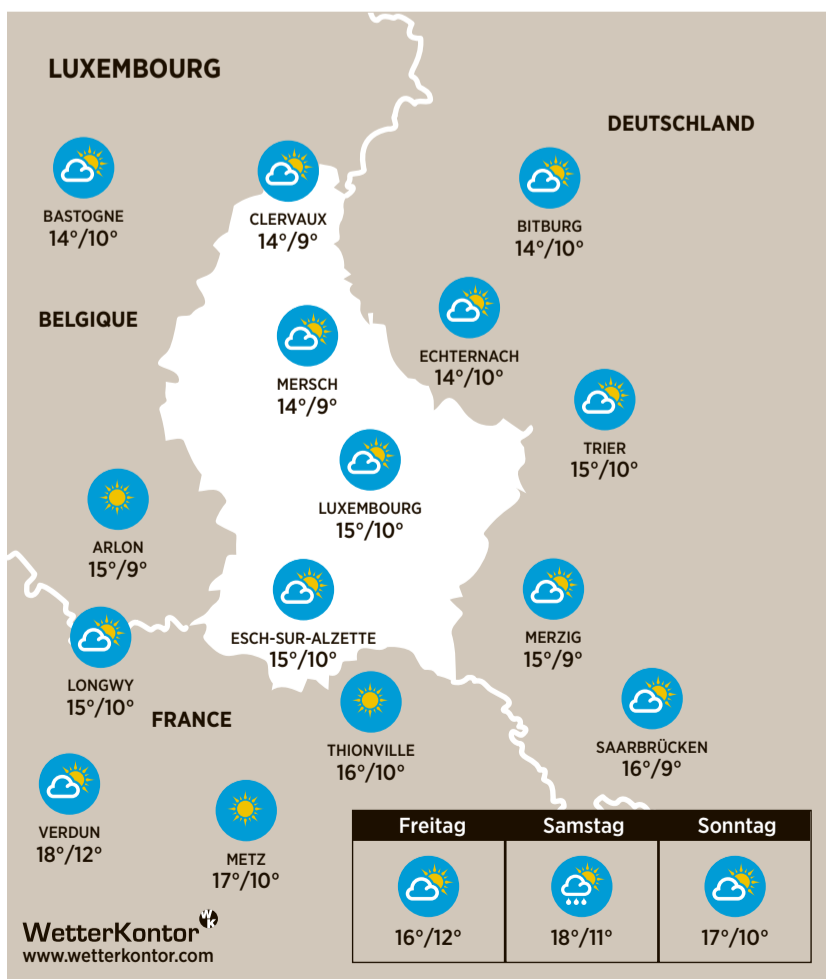 LUXEMBOURG
DEUTSCHLAND
BASTOGNE
14°/10°
CLERVAUX
14°/9°
BITBURG
14°/10°
BELGIQUE
ECHTERNACH
14°/10°
MERSCH
14°/9°
TRIER
15°/10°
LUXEMBOURG
15°/10°
ARLON
15°/9°
ESCH-SUR-ALZETTE
15°/10°
MERZIG
15°/9°
LONGWY
15°/10°
FRANCE
THIONVILLE
16°/10°
SAARBRÜCKEN
16°/9°
VERDUN
18°/12°
METZ
17°/10°
Freitag
Samstag
Sonntag
16°/12°
18°/11°
17°/10°
WetterKontor
WK
www.wetterkontor.com